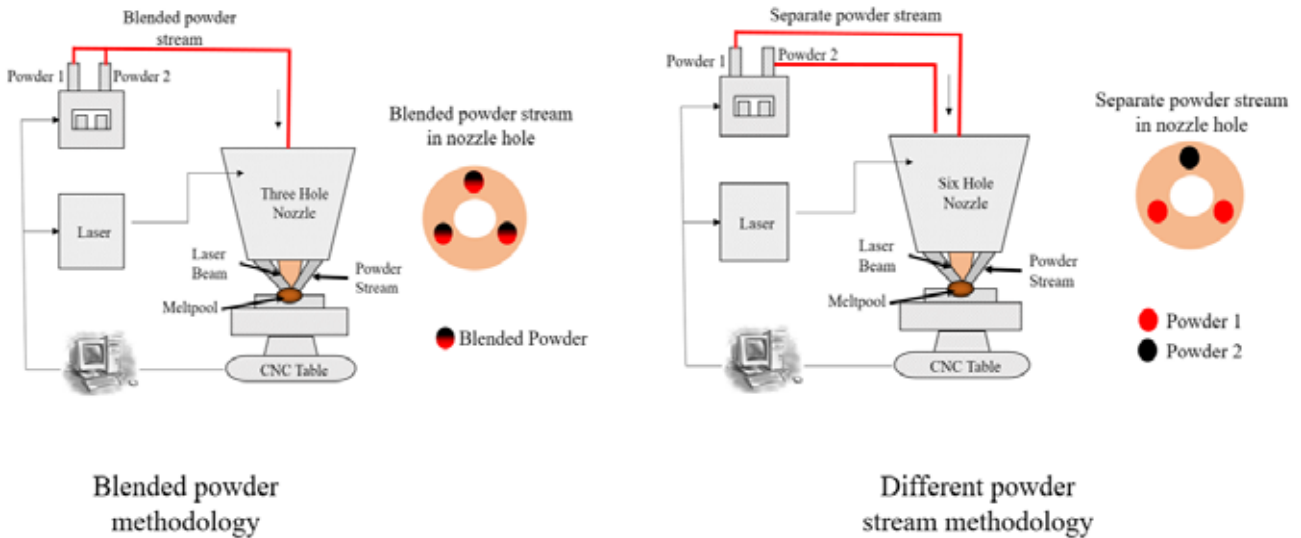 Blended powder
stream
Powder 1
Powder 2
Blended powder stream
in nozzle hole
Three Hole
Nozzle
Laser
Laser
Beam
Powder
Stream
Meltpool
Blended Powder
CNC Table
Blended powder
methodology
Separate powder stream
Powder 1
Powder 2
Separate powder stream
in nozzle hole
Six Hole
Nozzle
Laser
Laser
Beam
Powder
Stream
Meltpool
Powder 1
Powder 2
CNC Table
Different powder
stream methodology